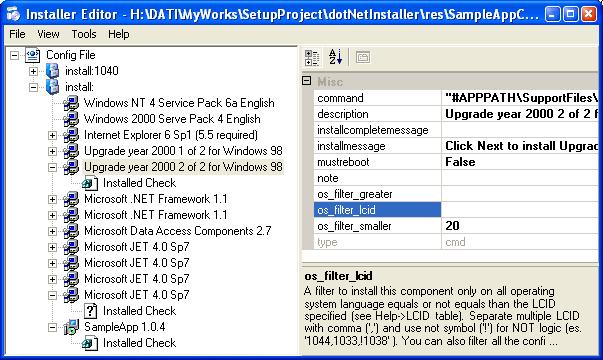 Installer Editor - H:\DATI\MyWorks\SetupProject\dotNetInstaller\res\SampleAppC...
File View Tools Help
Config File
install:1040
install:
Windows NT 4 Service Pack 6a English
Windows 2000 Serve Pack 4 English
Internet Explorer 6 Sp1 (5.5 required)
Upgrade year 2000 1 of 2 for Windows 98
Upgrade year 2000 2 of 2 for Windows 98
Installed Check
Microsoft .NET Framework 1.1
Microsoft .NET Framework 1.1
Microsoft Data Access Components 2.7
Microsoft JET 4.0 Sp7
Microsoft JET 4.0 Sp7
Microsoft JET 4.0 Sp7
Microsoft JET 4.0 Sp7
Installed Check
SampleApp 1.0.4
Installed Check
Misc
command "#APPPATH\SupportFiles\
description Upgrade year 2000 2 of 2 f
installcompletemessage
installmessage Click Next to install Upgrad
mustreboot False
note
os_filter_greater
os_filter_lcid
os_filter_smaller 20
type cmd
os_filter_lcid
A filter to install this component only on all operating
system language equals or not equals than the LCID
specified (see Help->LCID table). Separate multiple LCID
with comma (',') and use not symbol ('!') for NOT logic (es.
'1044,1033,!1038' ). You can also filter all the confi ...